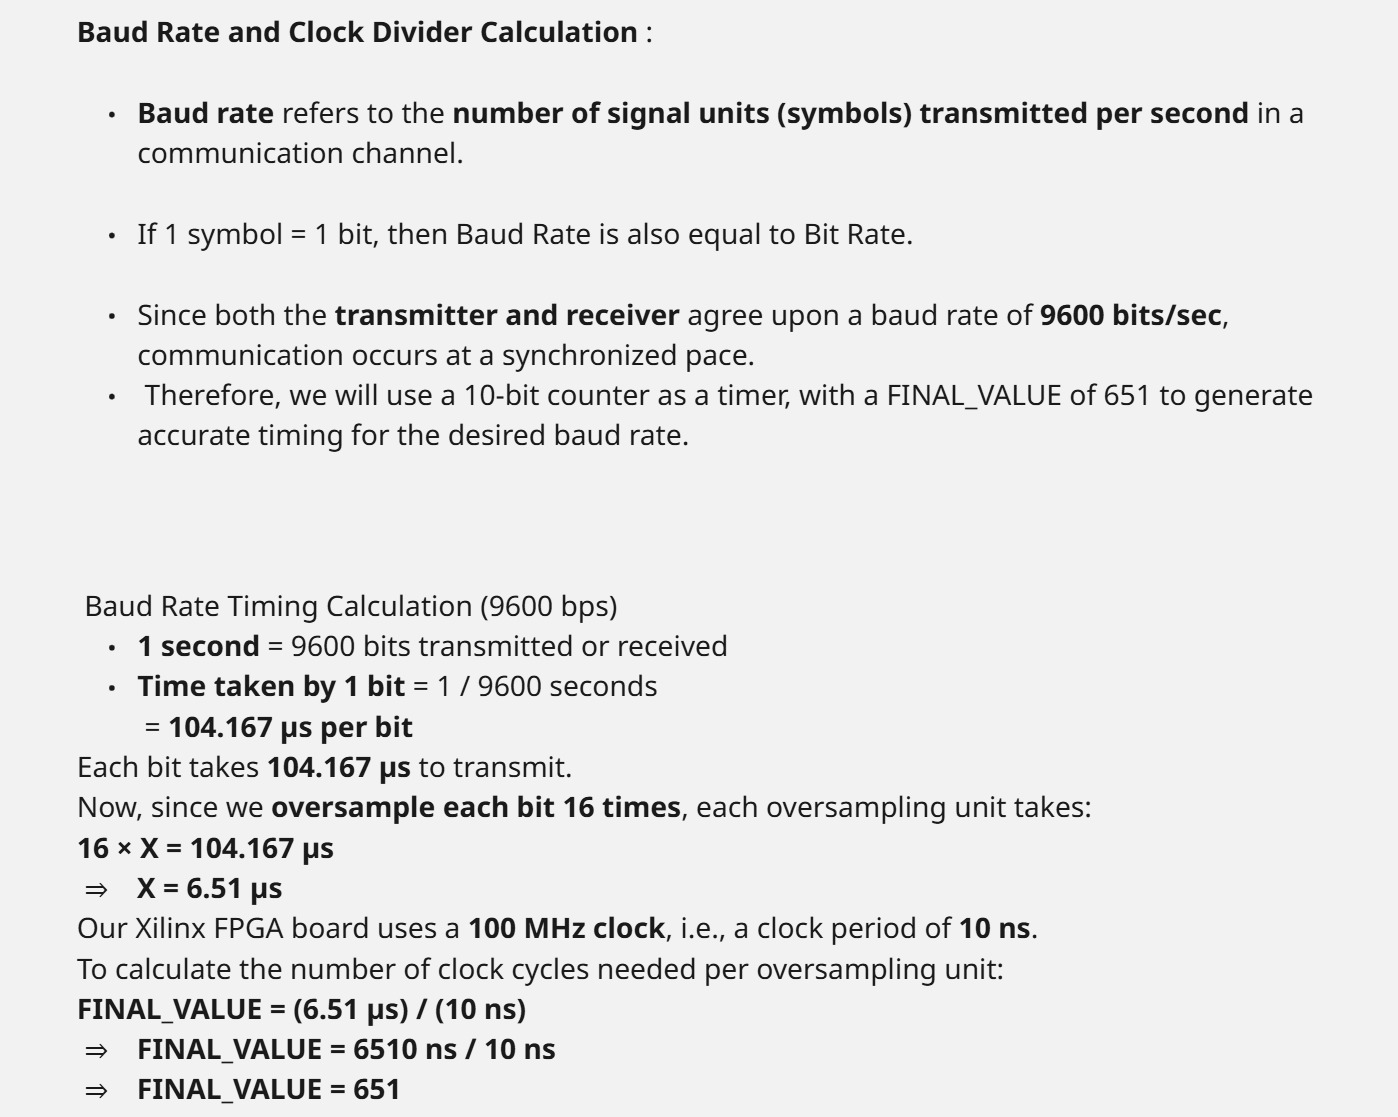 Baud Rate and Clock Divider Calculation :
• Baud rate refers to the number of signal units (symbols) transmitted per second in a
communication channel.
• If 1 symbol = 1 bit, then Baud Rate is also equal to Bit Rate.
• Since both the transmitter and receiver agree upon a baud rate of 9600 bits/sec,
communication occurs at a synchronized pace.
• Therefore, we will use a 10-bit counter as a timer, with a FINAL_VALUE of 651 to generate
accurate timing for the desired baud rate.
Baud Rate Timing Calculation (9600 bps)
• 1 second = 9600 bits transmitted or received
• Time taken by 1 bit = 1 / 9600 seconds
= 104.167 µs per bit
Each bit takes 104.167 µs to transmit.
Now, since we oversample each bit 16 times, each oversampling unit takes:
16 × X = 104.167 µs
⇒ X = 6.51 µs
Our Xilinx FPGA board uses a 100 MHz clock, i.e., a clock period of 10 ns.
To calculate the number of clock cycles needed per oversampling unit:
FINAL_VALUE = (6.51 µs) / (10 ns)
⇒ FINAL_VALUE = 6510 ns / 10 ns
⇒ FINAL_VALUE = 651